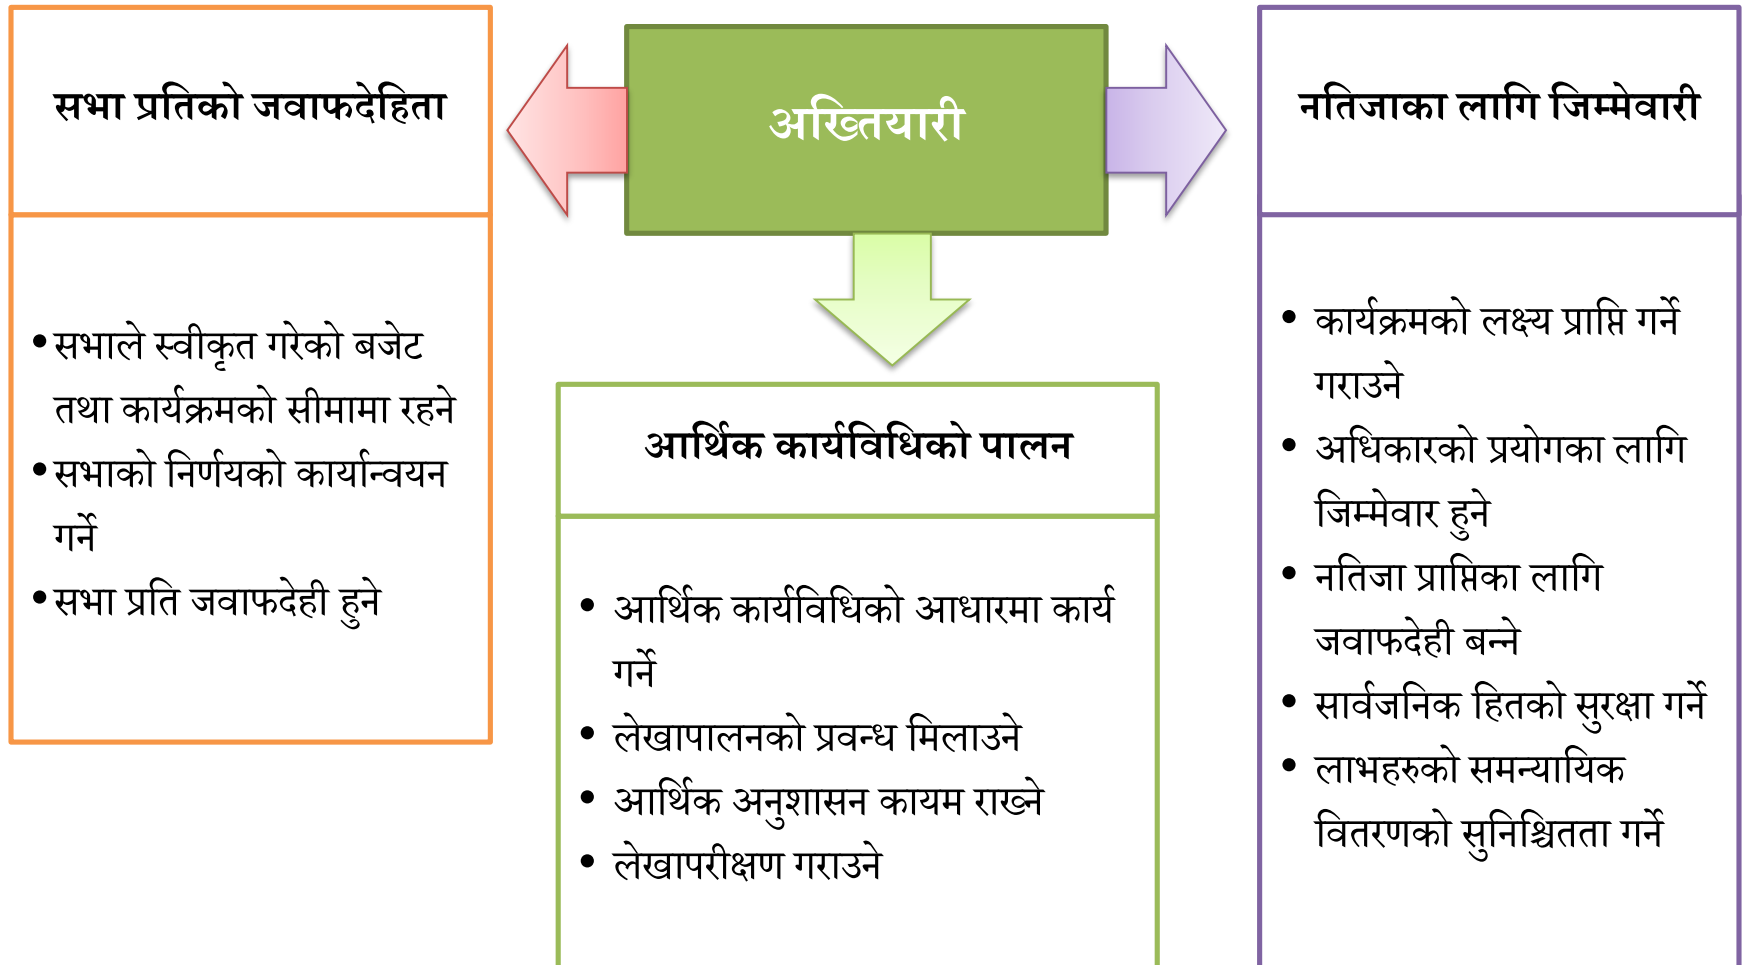 सभा प्रतिको जवाफदेहिता
• सभाले स्वीकृत गरेको बजेट
तथा कार्यक्रमको सीमामा रहने
• सभाको निर्णयको कार्यान्वयन
गर्ने
• सभा प्रति जवाफदेही हुने
अख्तियारी
आर्थिक कार्यविधिको पालन
• आर्थिक कार्यविधिको आधारमा कार्य
गर्ने
• लेखापालनको प्रवन्ध मिलाउने
• आर्थिक अनुशासन कायम राख्ने
• लेखापरीक्षण गराउने
नतिजाका लागि जिम्मेवारी
• कार्यक्रमको लक्ष्य प्राप्ति गर्ने
गराउने
• अधिकारको प्रयोगका लागि
जिम्मेवार हुने
• नतिजा प्राप्तिका लागि
जवाफदेही बन्ने
• सार्वजनिक हितको सुरक्षा गर्ने
• लाभहरुको समन्यायिक
वितरणको सुनिश्चितता गर्ने